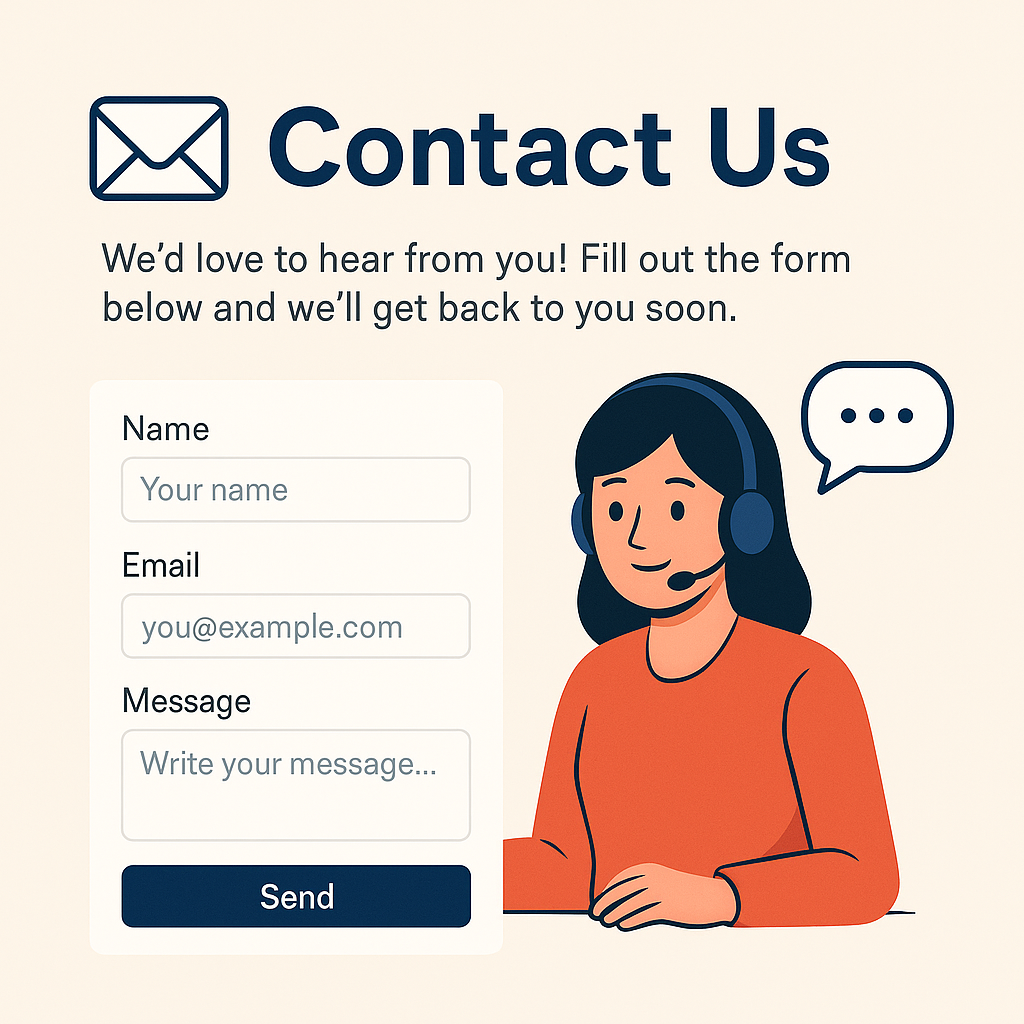 Contact Us
We’d love to hear from you! Fill out the form
below and we’ll get back to you soon.
Name
Your name
Email
you@example.com
Message
Write your message...
Send